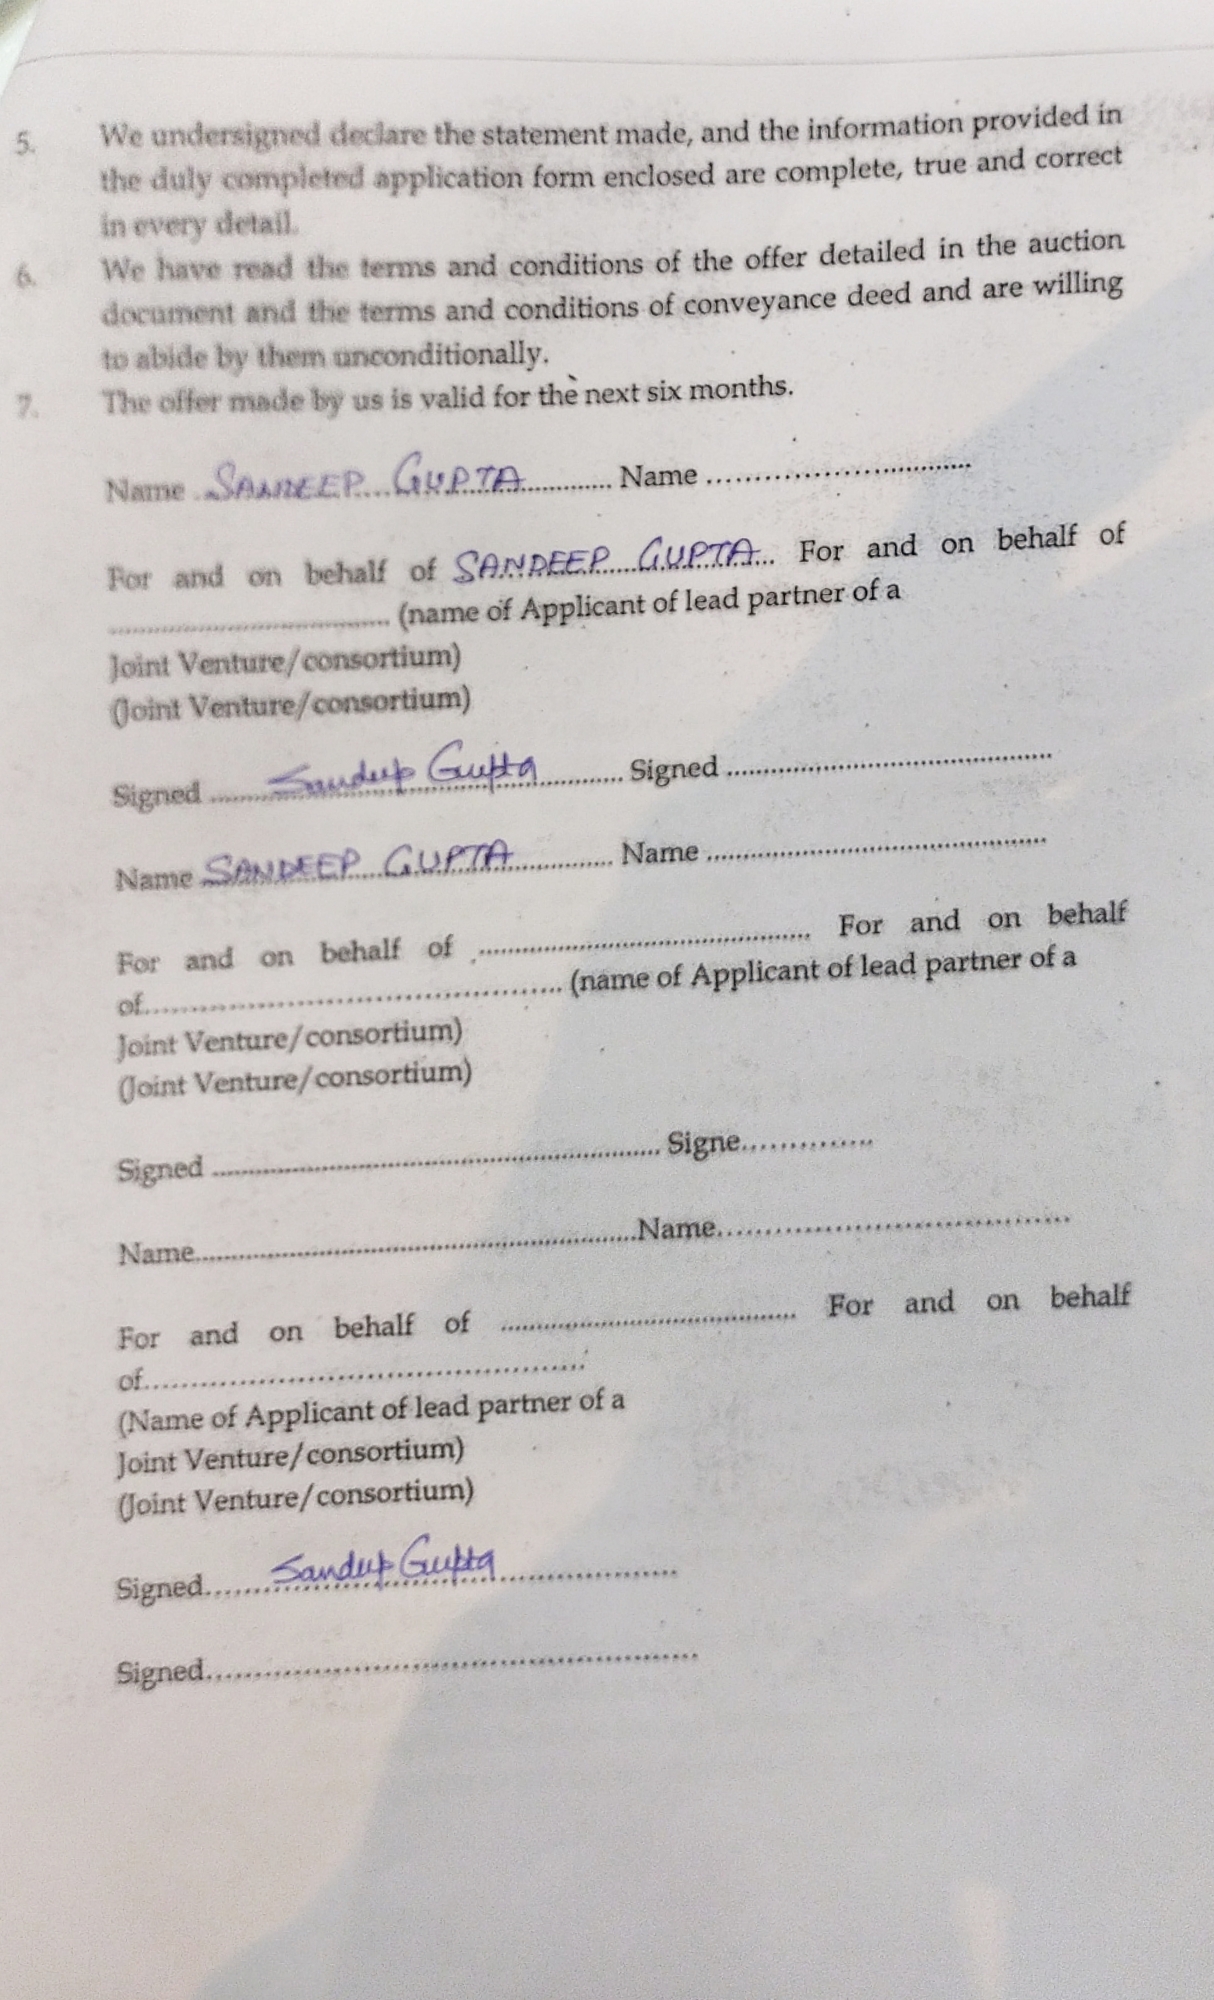 5. We undersigned declare the statement made, and the information provided in
the duly completed application form enclosed are complete, true and correct
in every detail.
6. We have read the terms and conditions of the offer detailed in the auction
document and the terms and conditions of conveyance deed and are willing
to abide by them unconditionally.
7. The offer made by us is valid for the next six months.
Name SANDEEP GUPTA Name ..............................
For and on behalf of SANDEEP GUPTA For and on behalf of
.............................. (name of Applicant of lead partner of a
Joint Venture/consortium)
(Joint Venture/consortium)
Signed Sandeep Gupta Signed ..............................
Name SANDEEP GUPTA Name ..............................
For and on behalf of .............................. For and on behalf
of.............................. (name of Applicant of lead partner of a
Joint Venture/consortium)
(Joint Venture/consortium)
Signed .............................. Signe..............
Name..............................Name..............................
For and on behalf of .............................. For and on behalf
of..............................
(Name of Applicant of lead partner of a
Joint Venture/consortium)
(Joint Venture/consortium)
Signed Sandeep Gupta
Signed..............................